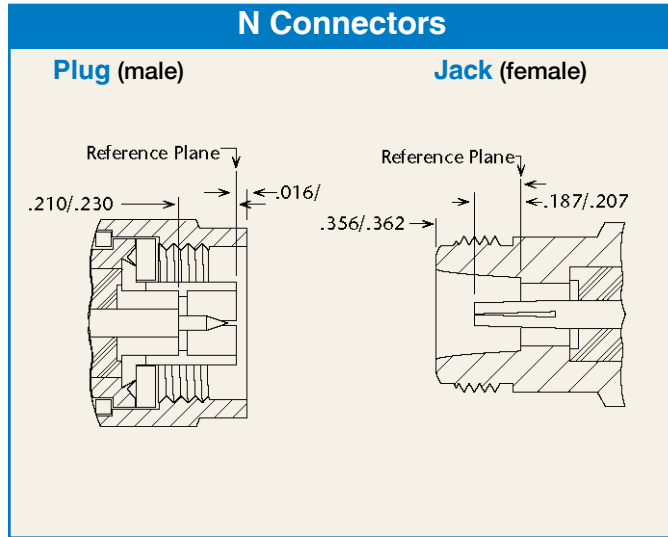 N Connectors
Plug (male)
Jack (female)
Reference Plane
.016/
.210/.230
Reference Plane
.187/.207
.356/.362